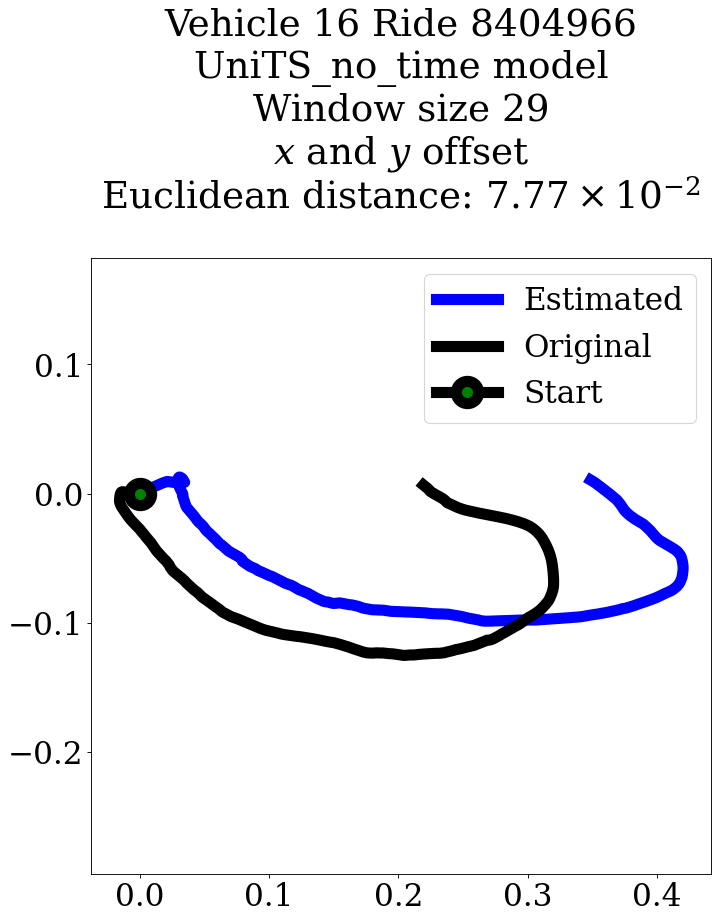 Vehicle 16 Ride 8404966
UniTS_no_time model
Window size 29
x and y offset
Euclidean distance: 7.77 × 10⁻²
Estimated
Original
Start
0.1
0.0
−0.1
−0.2
0.0 0.1 0.2 0.3 0.4